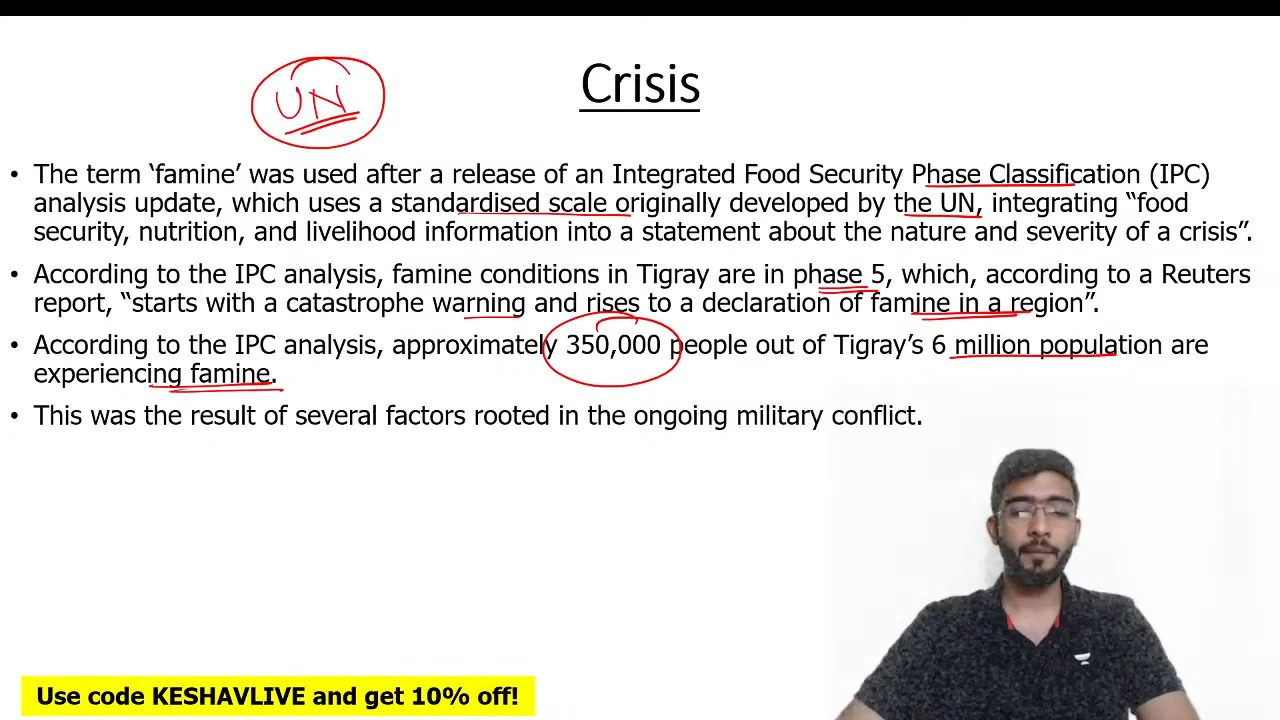 UN
Crisis
• The term ‘famine’ was used after a release of an Integrated Food Security Phase Classification (IPC)
analysis update, which uses a standardised scale originally developed by the UN, integrating “food
security, nutrition, and livelihood information into a statement about the nature and severity of a crisis”.
• According to the IPC analysis, famine conditions in Tigray are in phase 5, which, according to a Reuters
report, “starts with a catastrophe warning and rises to a declaration of famine in a region”.
• According to the IPC analysis, approximately 350,000 people out of Tigray’s 6 million population are
experiencing famine.
• This was the result of several factors rooted in the ongoing military conflict.
Use code KESHAVLIVE and get 10% off!